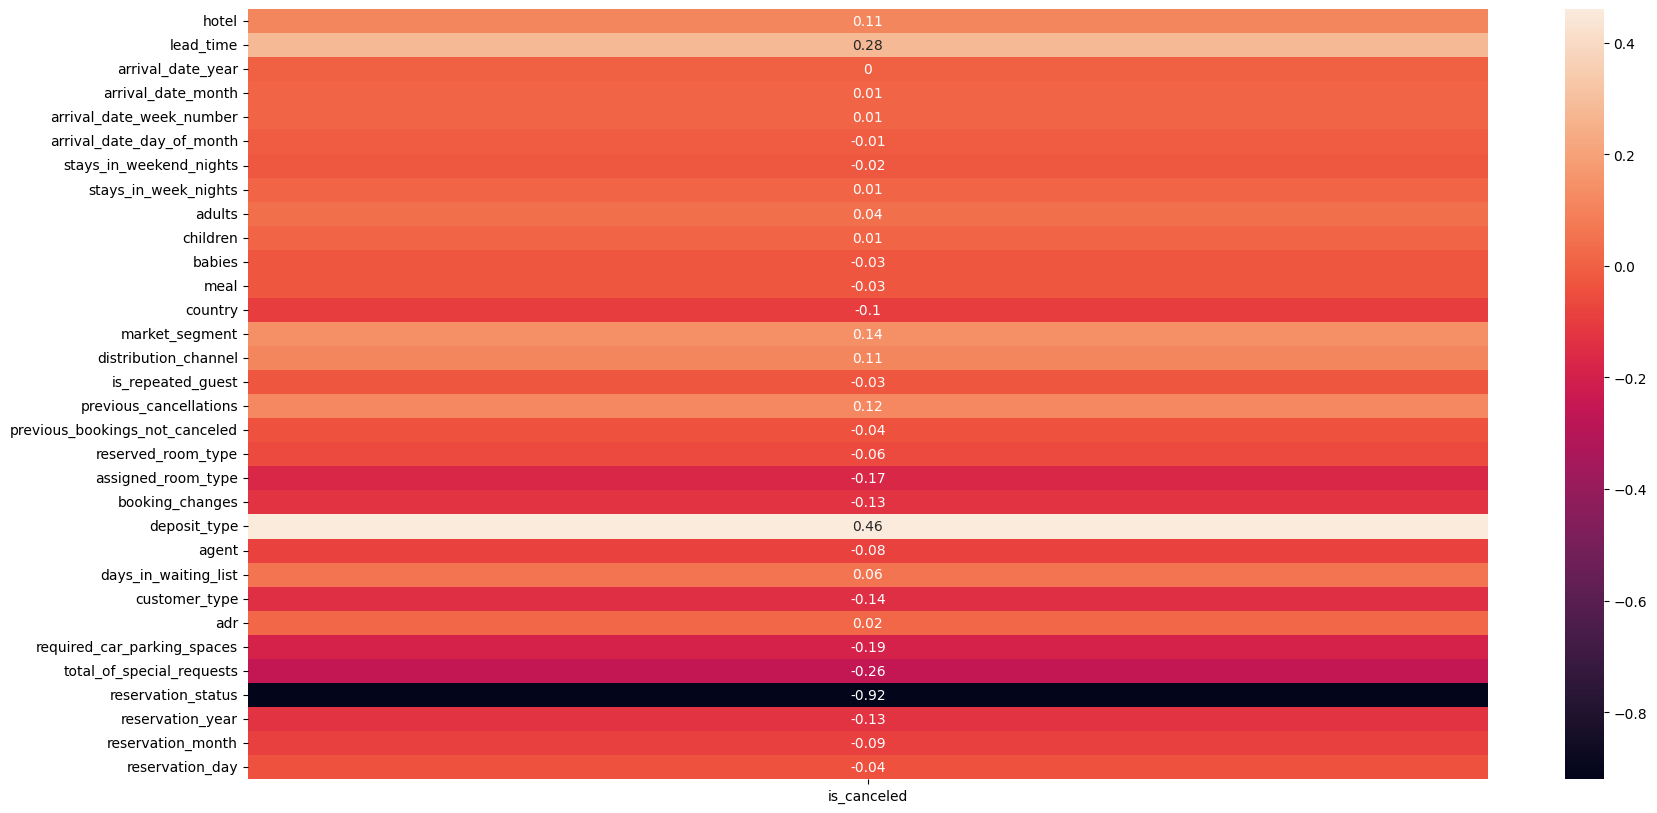 hotel 0.11
lead_time 0.28
arrival_date_year 0
arrival_date_month 0.01
arrival_date_week_number 0.01
arrival_date_day_of_month -0.01
stays_in_weekend_nights -0.02
stays_in_week_nights 0.01
adults 0.04
children 0.01
babies -0.03
meal -0.03
country -0.1
market_segment 0.14
distribution_channel 0.11
is_repeated_guest -0.03
previous_cancellations 0.12
previous_bookings_not_canceled -0.04
reserved_room_type -0.06
assigned_room_type -0.17
booking_changes -0.13
deposit_type 0.46
agent -0.08
days_in_waiting_list 0.06
customer_type -0.14
adr 0.02
required_car_parking_spaces -0.19
total_of_special_requests -0.26
reservation_status -0.92
reservation_year -0.13
reservation_month -0.09
reservation_day -0.04
is_canceled
0.4
0.2
0.0
−0.2
−0.4
−0.6
−0.8